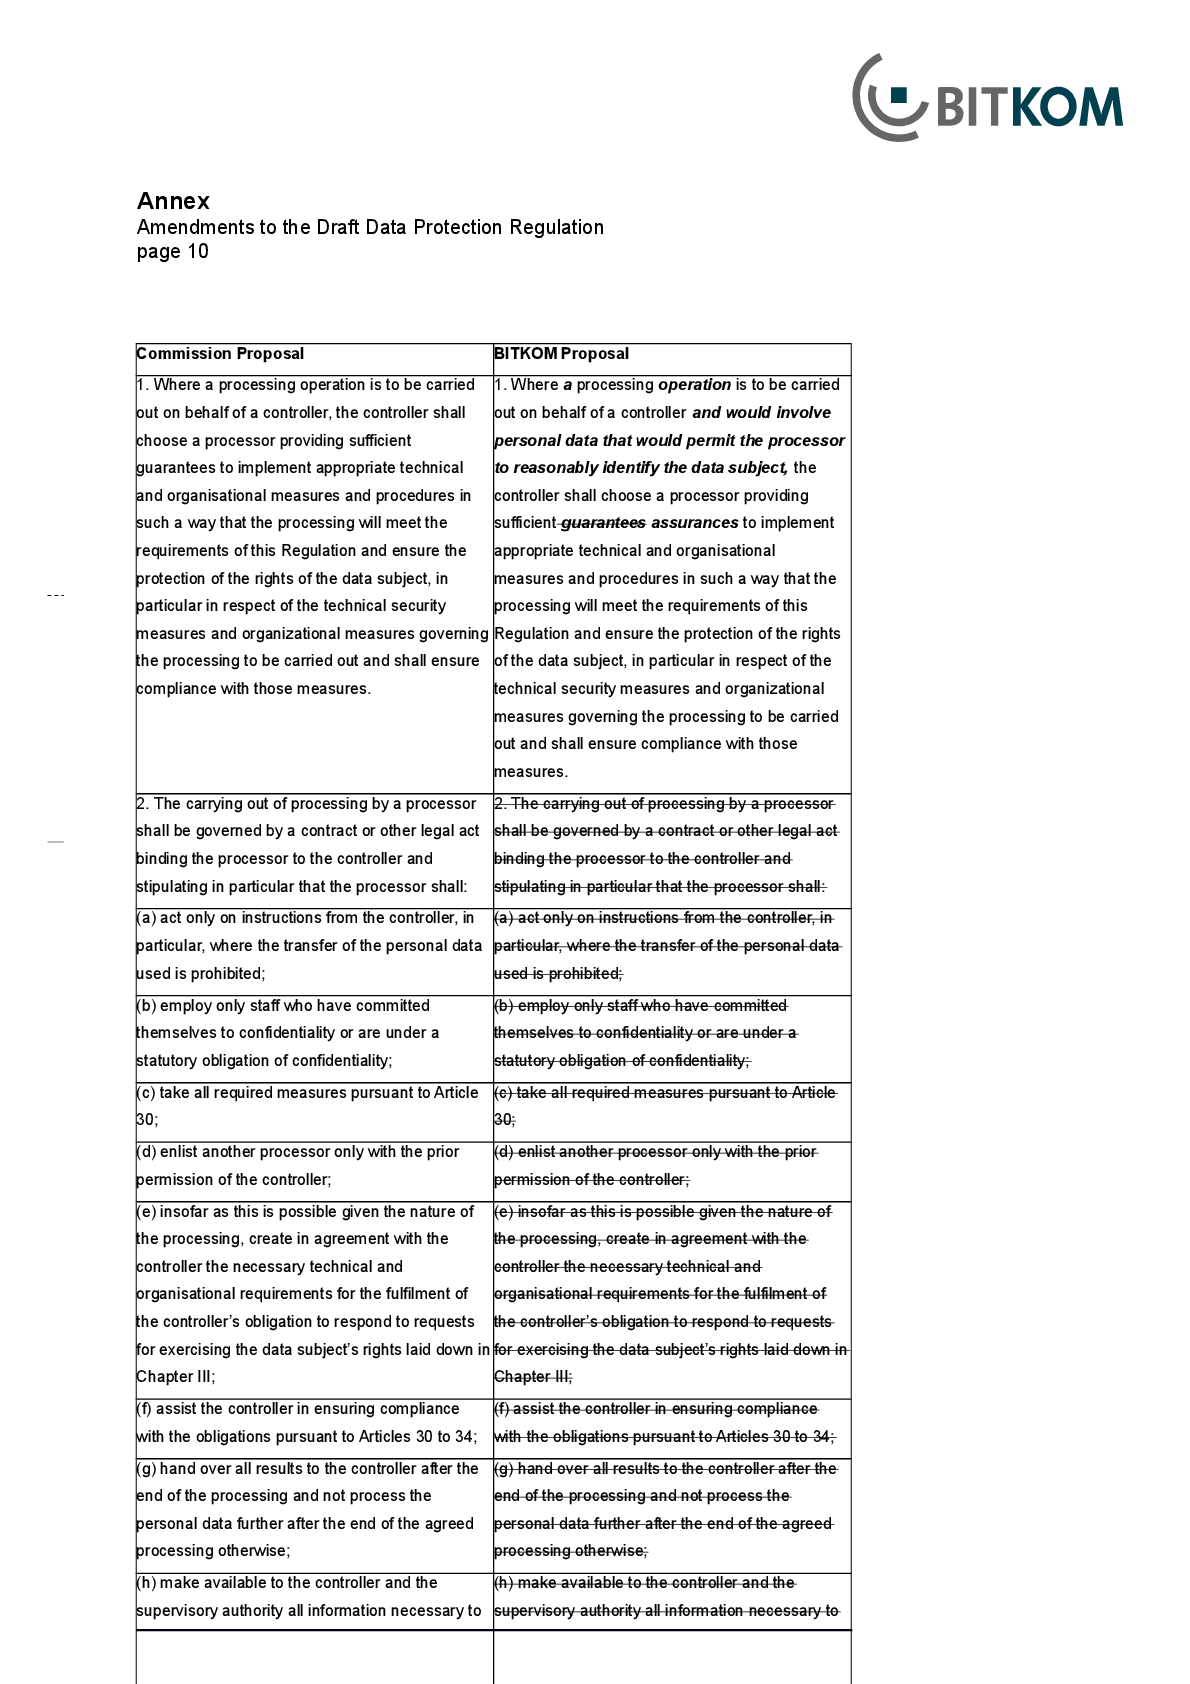 BITKOM
Annex
Amendments to the Draft Data Protection Regulation
page 10
Commission Proposal
1. Where a processing operation is to be carried
out on behalf of a controller, the controller shall
choose a processor providing sufficient
guarantees to implement appropriate technical
and organisational measures and procedures in
such a way that the processing will meet the
requirements of this Regulation and ensure the
protection of the rights of the data subject, in
particular in respect of the technical security
measures and organizational measures governing
the processing to be carried out and shall ensure
compliance with those measures.
BITKOM Proposal
1. Where a processing operation is to be carried
out on behalf of a controller and would involve
personal data that would permit the processor
to reasonably identify the data subject, the
controller shall choose a processor providing
sufficient guarantees assurances to implement
appropriate technical and organisational
measures and procedures in such a way that the
processing will meet the requirements of this
Regulation and ensure the protection of the rights
of the data subject, in particular in respect of the
technical security measures and organizational
measures governing the processing to be carried
out and shall ensure compliance with those
measures.
2. The carrying out of processing by a processor
shall be governed by a contract or other legal act
binding the processor to the controller and
stipulating in particular that the processor shall:
2. The carrying out of processing by a processor
shall be governed by a contract or other legal act
binding the processor to the controller and
stipulating in particular that the processor shall:
(a) act only on instructions from the controller, in
particular, where the transfer of the personal data
used is prohibited;
(a) act only on instructions from the controller, in
particular, where the transfer of the personal data
used is prohibited;
(b) employ only staff who have committed
themselves to confidentiality or are under a
statutory obligation of confidentiality;
(b) employ only staff who have committed
themselves to confidentiality or are under a
statutory obligation of confidentiality;
(c) take all required measures pursuant to Article
30;
(c) take all required measures pursuant to Article
30;
(d) enlist another processor only with the prior
permission of the controller;
(d) enlist another processor only with the prior
permission of the controller;
(e) insofar as this is possible given the nature of
the processing, create in agreement with the
controller the necessary technical and
organisational requirements for the fulfilment of
the controller’s obligation to respond to requests
for exercising the data subject’s rights laid down in
Chapter III;
(e) insofar as this is possible given the nature of
the processing, create in agreement with the
controller the necessary technical and
organisational requirements for the fulfilment of
the controller’s obligation to respond to requests
for exercising the data subject’s rights laid down in
Chapter III;
(f) assist the controller in ensuring compliance
with the obligations pursuant to Articles 30 to 34;
(f) assist the controller in ensuring compliance
with the obligations pursuant to Articles 30 to 34;
(g) hand over all results to the controller after the
end of the processing and not process the
personal data further after the end of the agreed
processing otherwise;
(g) hand over all results to the controller after the
end of the processing and not process the
personal data further after the end of the agreed
processing otherwise;
(h) make available to the controller and the
supervisory authority all information necessary to
(h) make available to the controller and the
supervisory authority all information necessary to